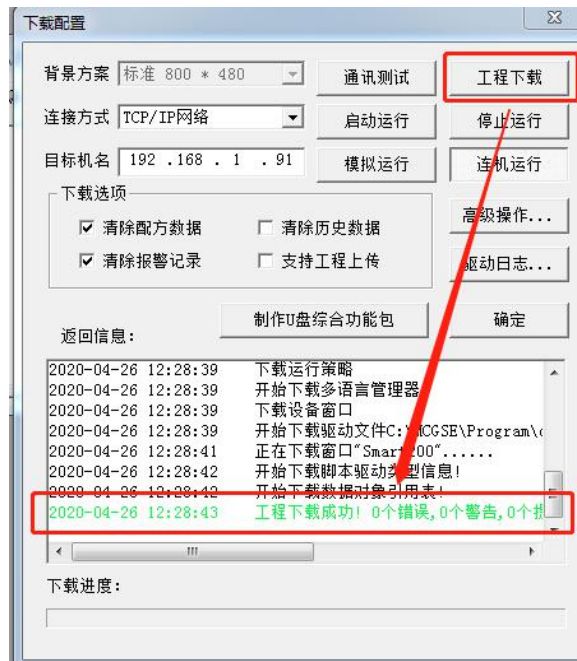 下载配置
背景方案 标准 800 * 480 通讯测试 工程下载
连接方式 TCP/IP网络 启动运行 停止运行
目标机名 192 .168 . 1 . 91 模拟运行 连机运行
下载选项
清除配方数据 清除历史数据 高级操作...
清除报警记录 支持工程上传 驱动日志...
制作U盘综合功能包 确定
返回信息:
2020-04-26 12:28:39 下载运行策略
2020-04-26 12:28:39 开始下载多语言管理器
2020-04-26 12:28:39 下载设备窗口
2020-04-26 12:28:39 开始下载驱动文件C:\MCGSE\Program\
2020-04-26 12:28:41 正在下载窗口"Smart200"......
2020-04-26 12:28:42 开始下载脚本驱动类型信息!
2020-04-26 12:28:42 开始下载数据对象引用表!
2020-04-26 12:28:43 工程下载成功! 0个错误,0个警告,0个
下载进度: